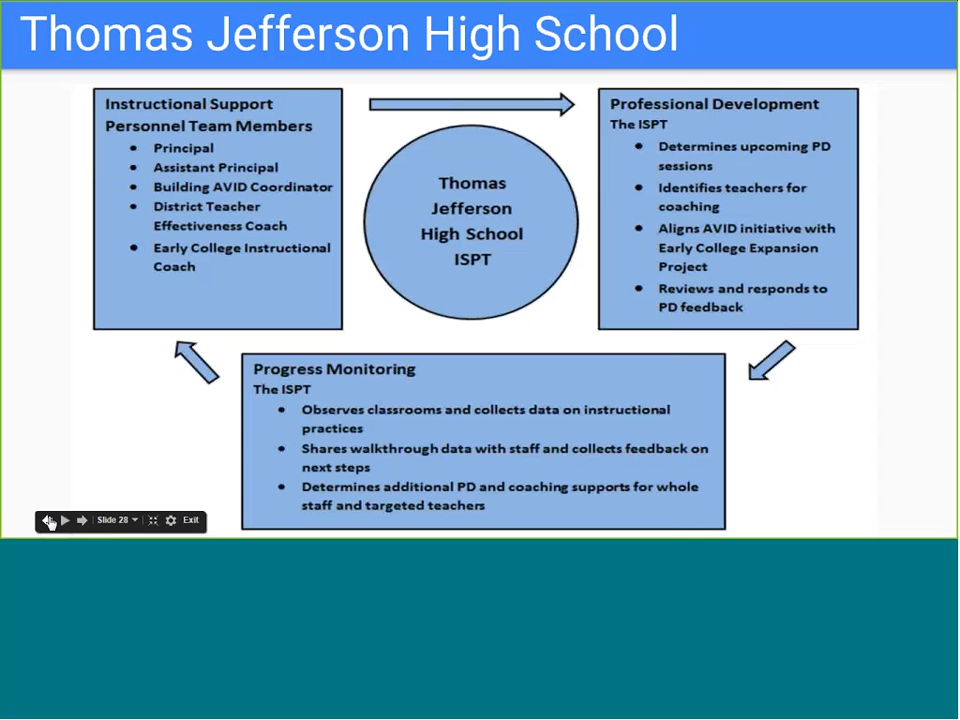 Thomas Jefferson High School
Instructional Support
Personnel Team Members
• Principal
• Assistant Principal
• Building AVID Coordinator
• District Teacher
Effectiveness Coach
• Early College Instructional
Coach
Thomas
Jefferson
High School
ISPT
Professional Development
The ISPT
• Determines upcoming PD
sessions
• Identifies teachers for
coaching
• Aligns AVID initiative with
Early College Expansion
Project
• Reviews and responds to
PD feedback
Progress Monitoring
The ISPT
• Observes classrooms and collects data on instructional
practices
• Shares walkthrough data with staff and collects feedback on
next steps
• Determines additional PD and coaching supports for whole
staff and targeted teachers
Slide 28 Exit